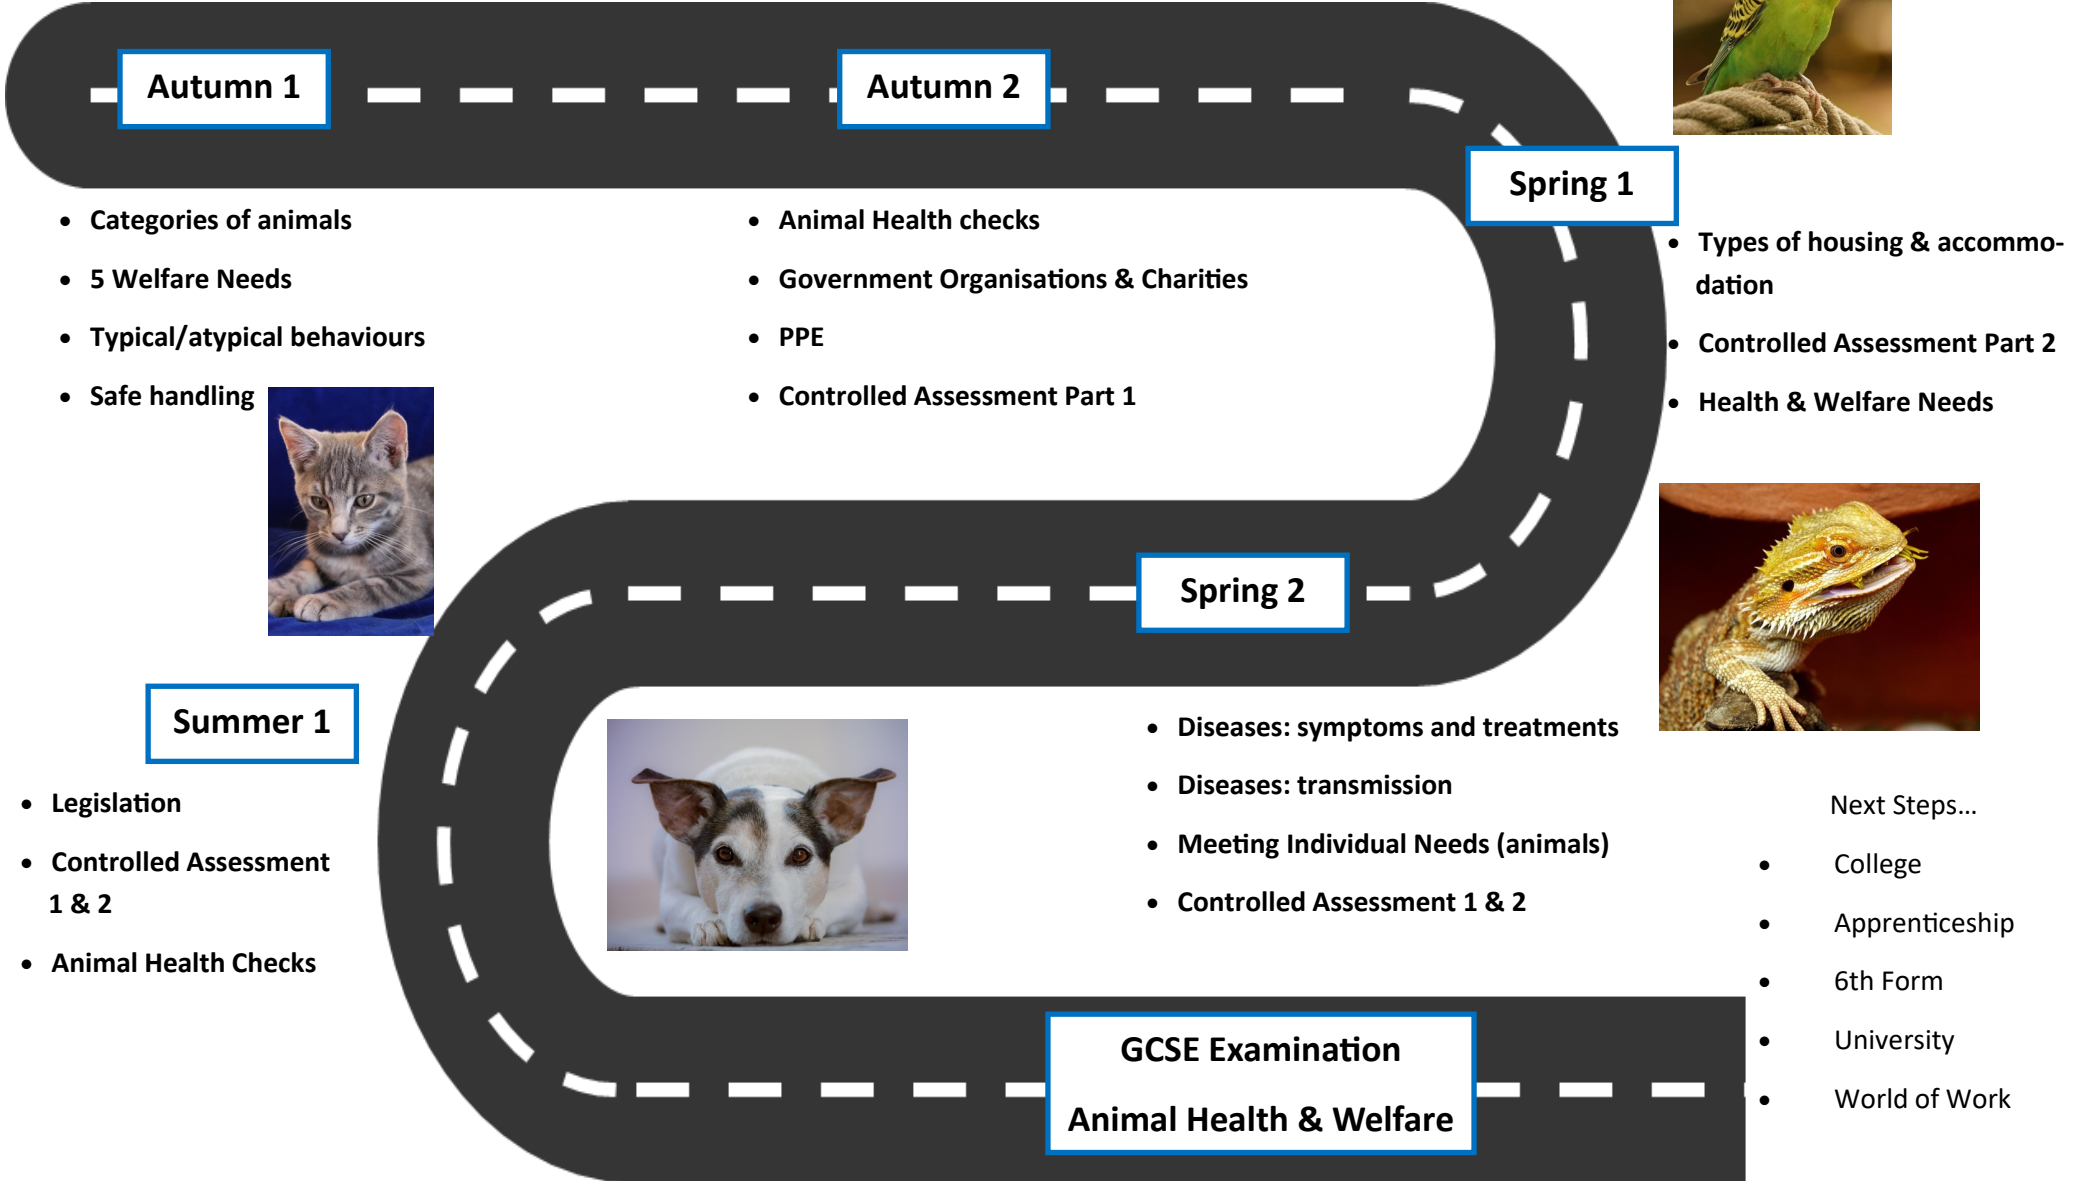 Autumn 1
Autumn 2
Spring 1
• Categories of animals
• 5 Welfare Needs
• Typical/atypical behaviours
• Safe handling
• Animal Health checks
• Government Organisations & Charities
• PPE
• Controlled Assessment Part 1
• Types of housing & accommo-
dation
• Controlled Assessment Part 2
• Health & Welfare Needs
Spring 2
• Diseases: symptoms and treatments
• Diseases: transmission
• Meeting Individual Needs (animals)
• Controlled Assessment 1 & 2
Summer 1
• Legislation
• Controlled Assessment
1 & 2
• Animal Health Checks
GCSE Examination
Animal Health & Welfare
Next Steps...
• College
• Apprenticeship
• 6th Form
• University
• World of Work